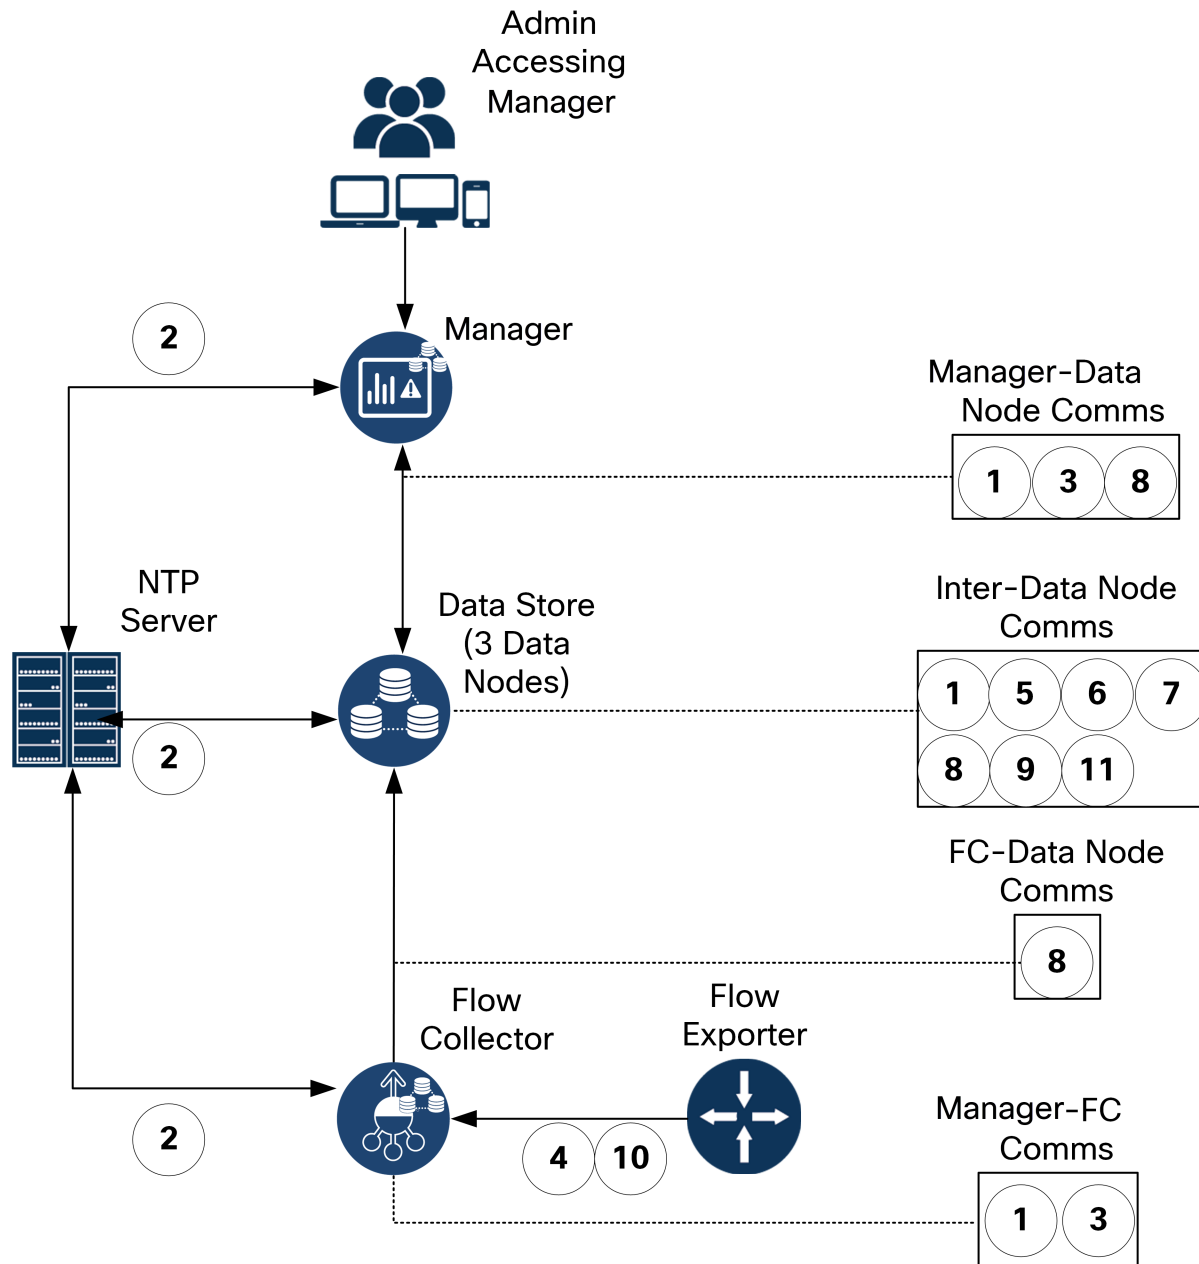 Admin
Accessing
Manager
2
Manager
Manager-Data
Node Comms
1 3 8
NTP
Server
Data Store
(3 Data
Nodes)
Inter-Data Node
Comms
1 5 6 7
8 9 11
2
FC-Data Node
Comms
8
Flow
Collector
Flow
Exporter
2
4 10
Manager-FC
Comms
1 3